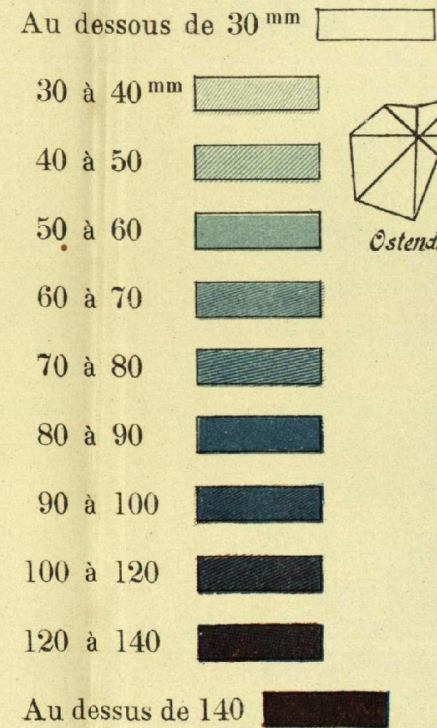 Au dessous de 30 mm
30 à 40 mm
40 à 50
50 à 60
60 à 70
70 à 80
80 à 90
90 à 100
100 à 120
120 à 140
Au dessus de 140